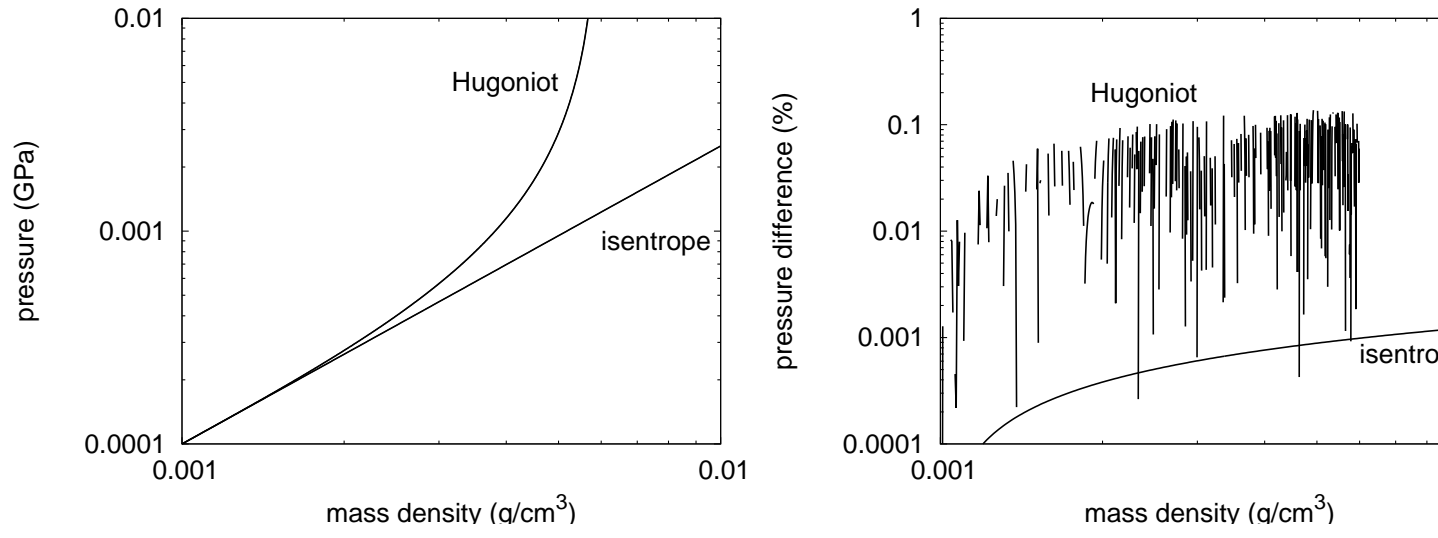 0.01
Hugoniot
pressure (GPa)
0.001
isentrope
0.0001
0.001
0.01
mass density (g/cm3)
1
Hugoniot
0.1
pressure difference (%)
0.01
0.001
isentro
0.0001
0.001
mass density (g/cm3)